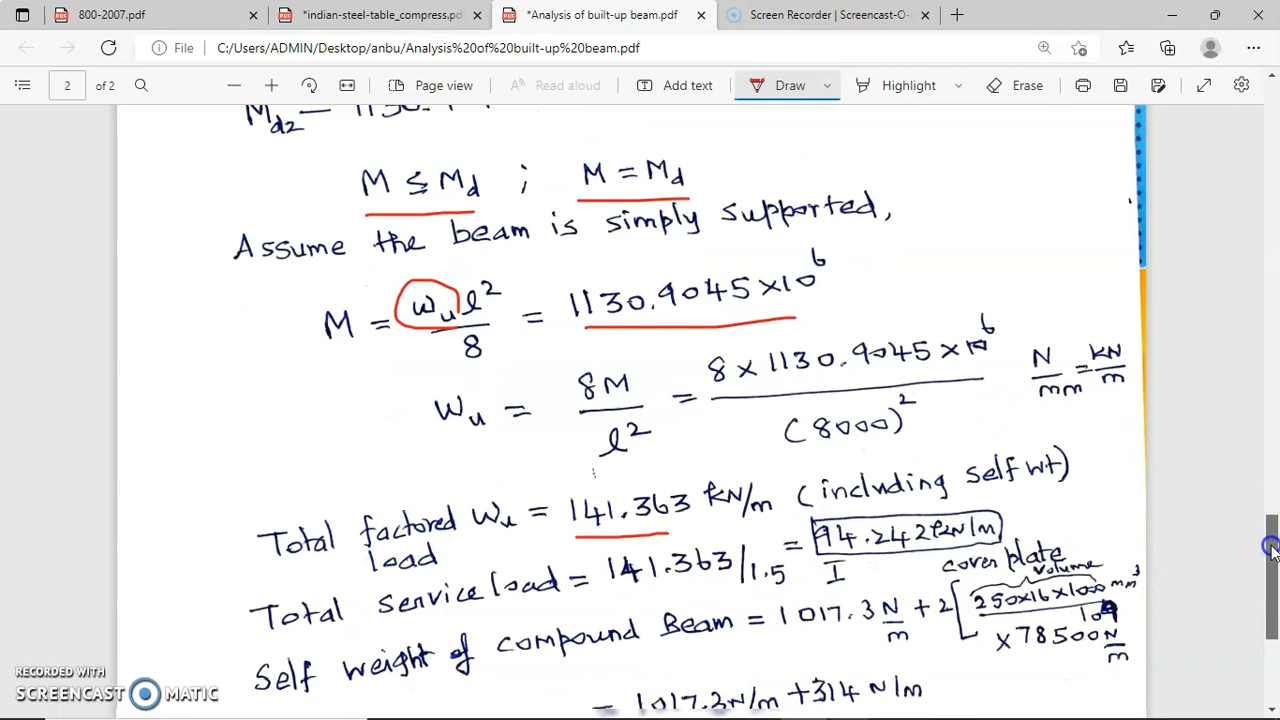 800-2007.pdf
*indian-steel-table_compress.pd
*Analysis of built-up beam.pdf
Screen Recorder | Screencast-O-
File C:/Users/ADMIN/Desktop/anbu/Analysis%20of%20built-up%20beam.pdf
2 of 2 Page view Read aloud Add text Draw Highlight Erase Share
M ≤ Md ; M = Md
Assume the beam is simply supported,
M = wu l² / 8 = 1130.9045×10⁶
Wu = 8M / l² = 8 × 1130.9045 × 10⁶ / (8000)² N/mm = kN/m
Total factored Wu = 141.363 kN/m (including self wt)
load
Total service load = 141.363/1.5 = 94.242 kN/m
I
cover plate
volume
Self weight of compound Beam = 1017.3 N/m + 2[250×16×1000 mm³
× 78500 N/m
= 1017.3 N/m + 314 N/m
RECORDED WITH
SCREENCAST MATIC